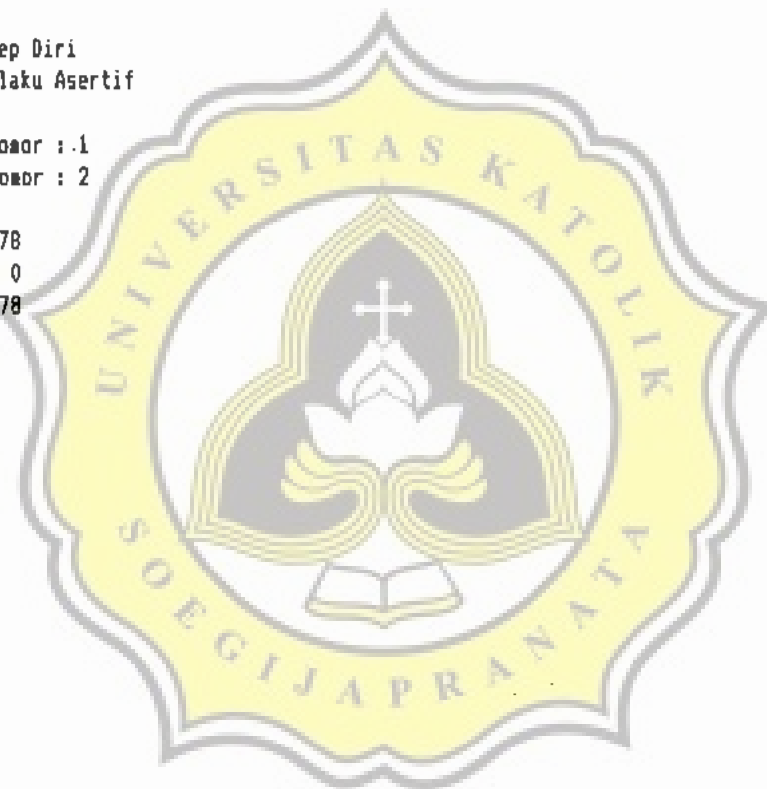 ep Diri
laku Asertif
omor : 1
omor : 2
78
0
78
UNIVERSITAS KATOLIK
SOEGIJAPRANATA